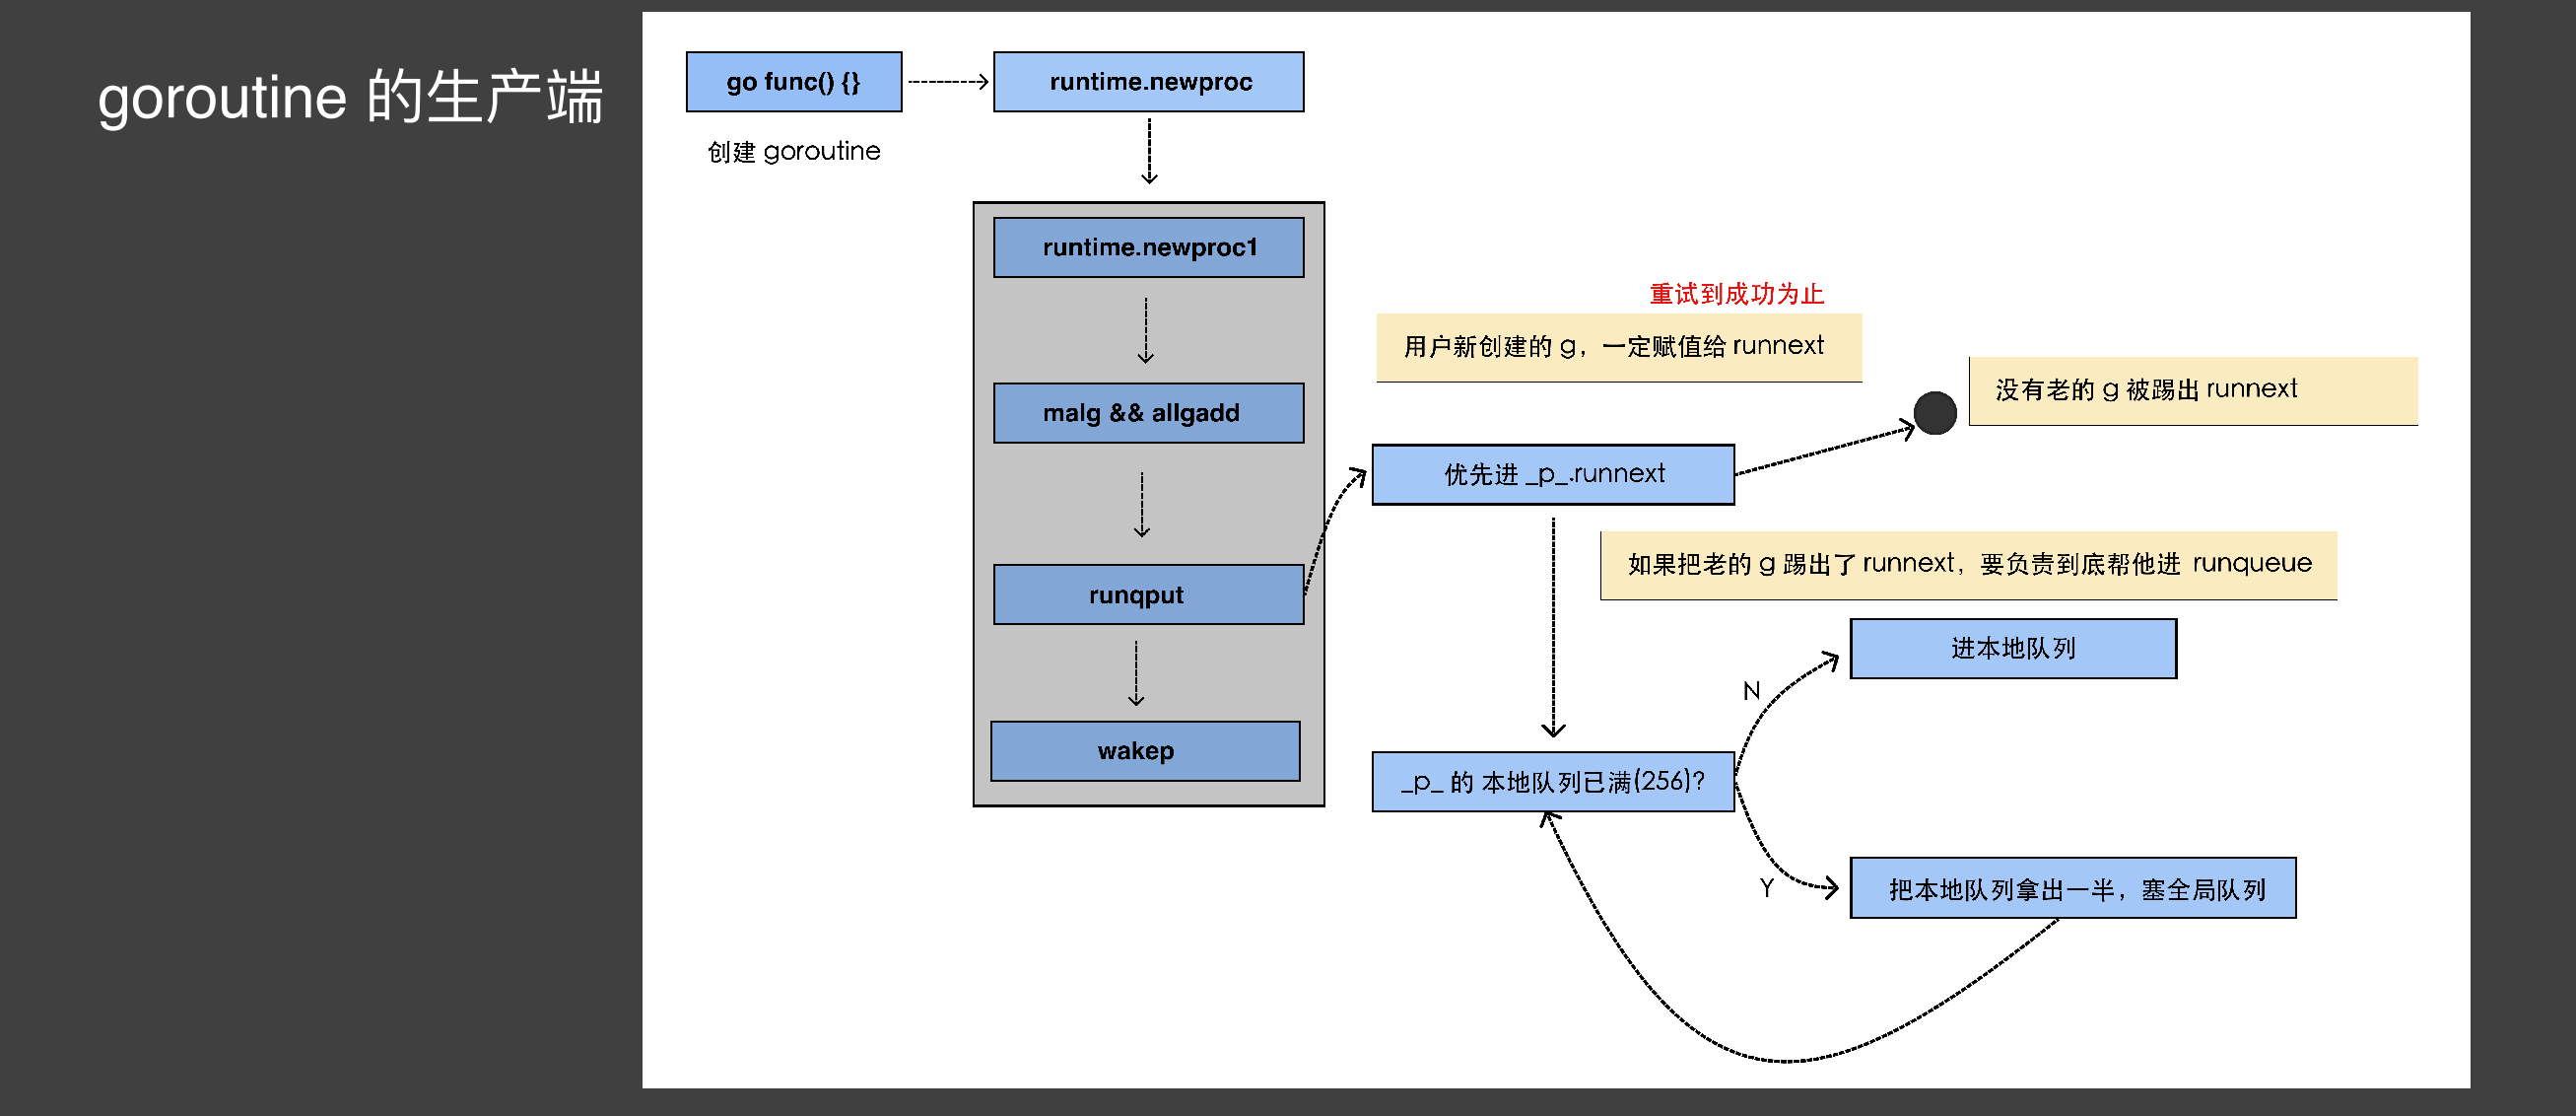 goroutine 的生产端
go func() {}
runtime.newproc
创建 goroutine
runtime.newproc1
malg && allgadd
runqput
wakep
重试到成功为止
用户新创建的 g，一定赋值给 runnext
没有老的 g 被踢出 runnext
优先进 _p_.runnext
如果把老的 g 踢出了 runnext，要负责到底帮他进 runqueue
进本地队列
N
_p_ 的 本地队列已满(256)?
Y
把本地队列拿出一半，塞全局队列